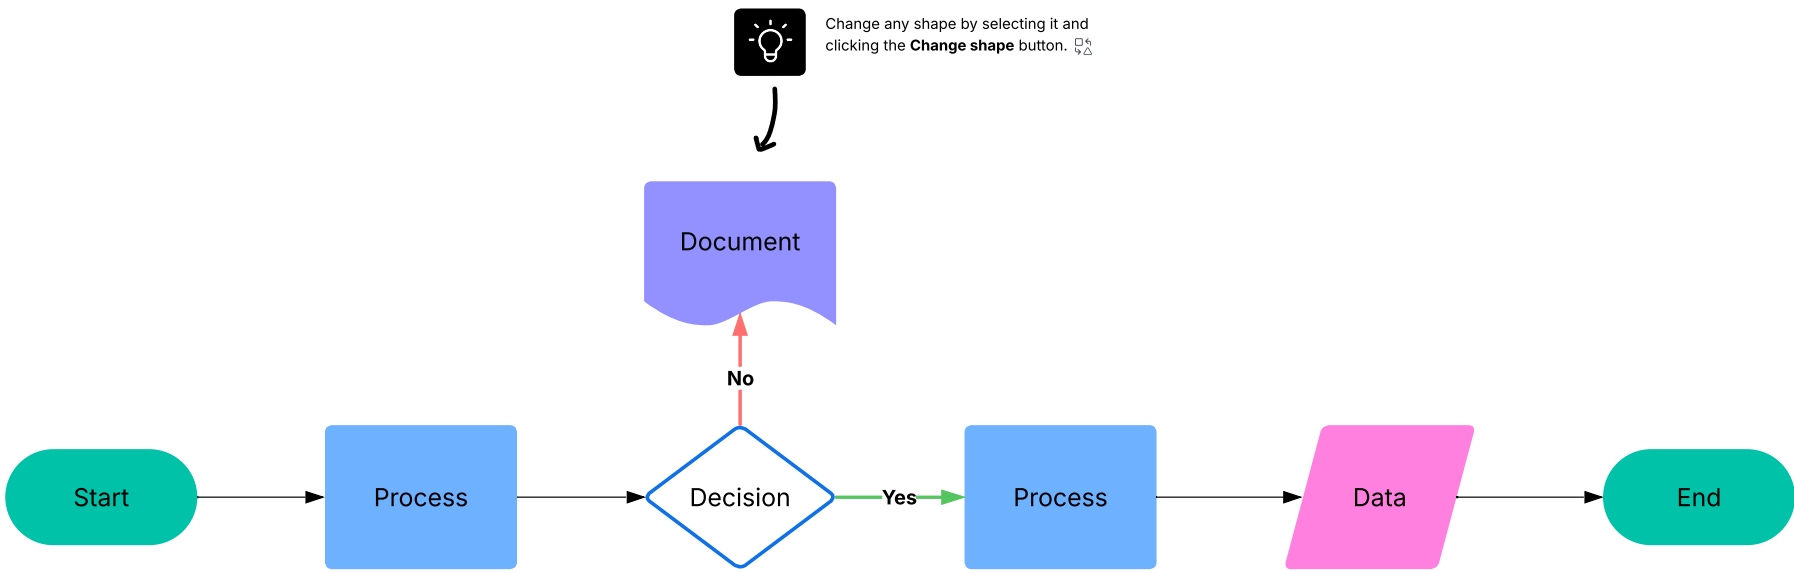 Change any shape by selecting it and
clicking the Change shape button.
Document
No
Start
Process
Decision
Yes
Process
Data
End